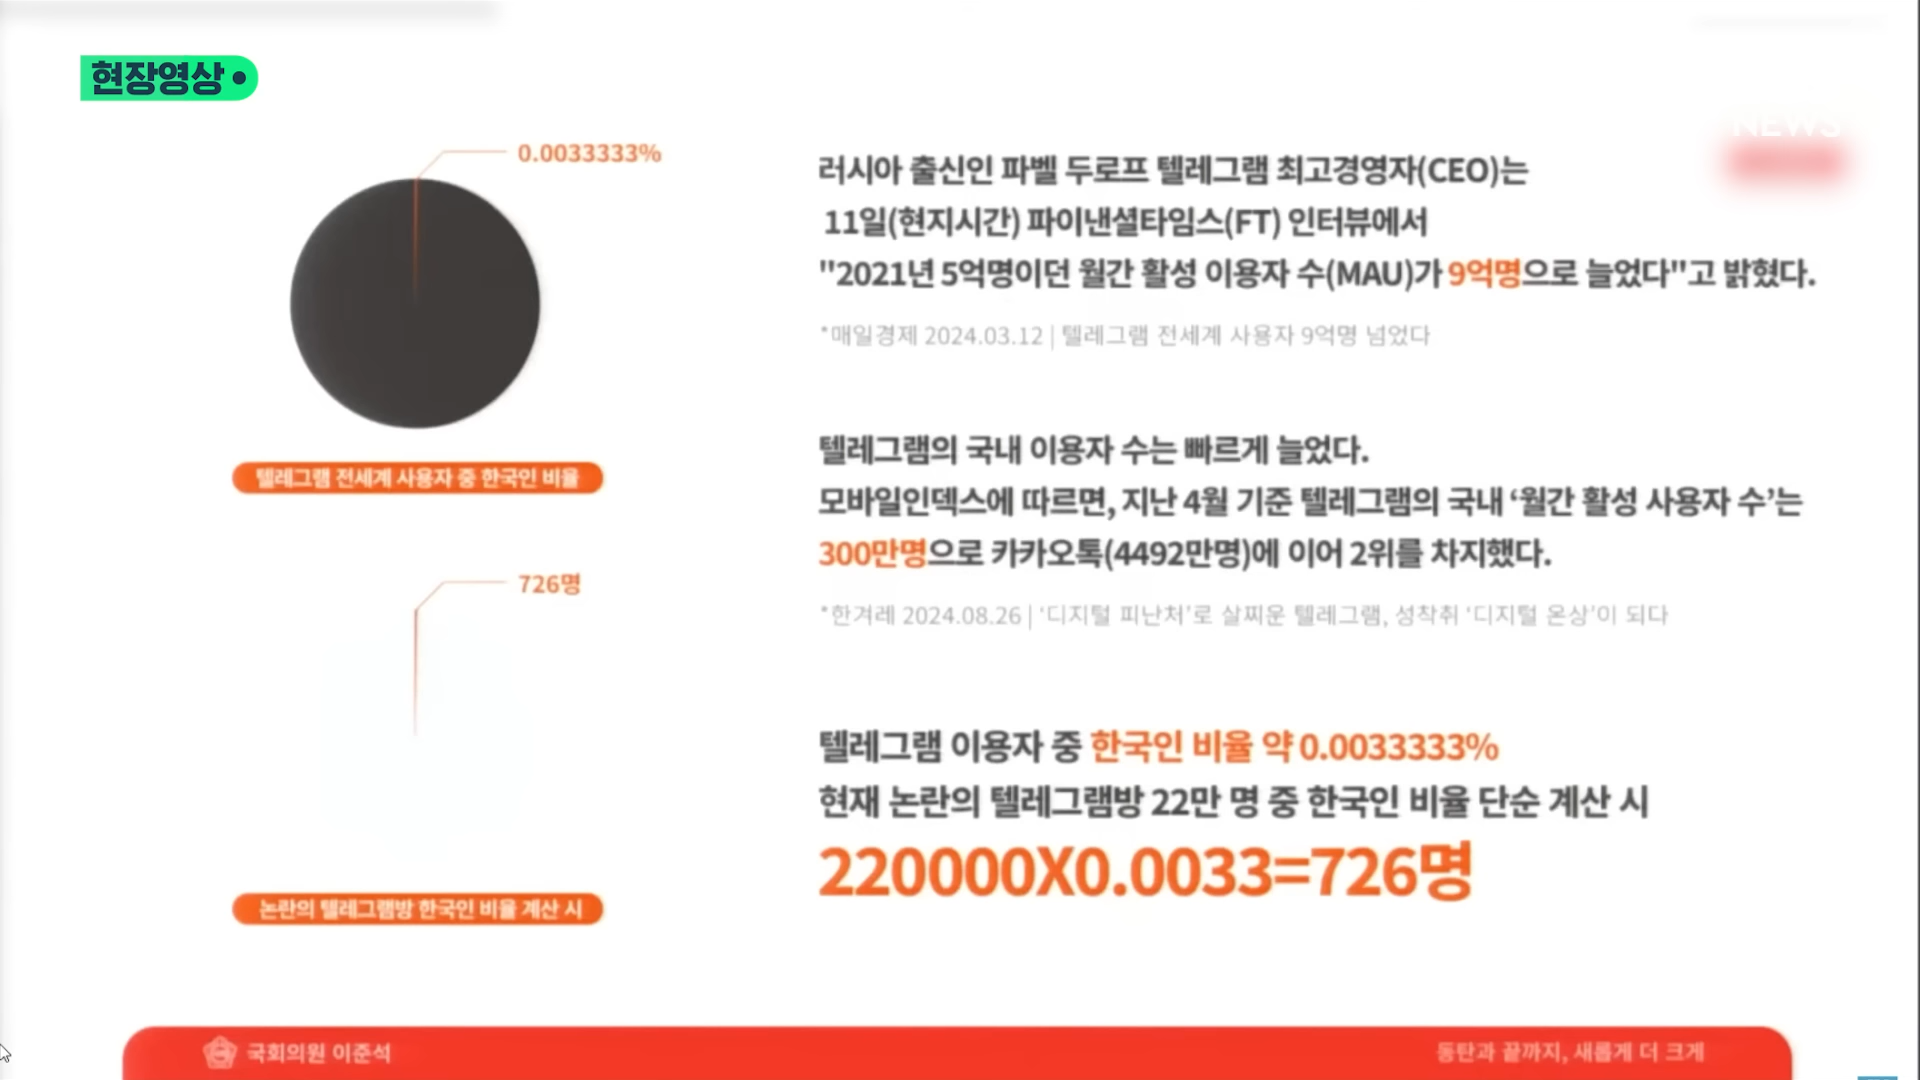 현장영상
NEWS
0.0033333%
텔레그램 전세계 사용자 중 한국인 비율
726명
논란의 텔레그램방 한국인 비율 계산 시
러시아 출신인 파벨 두로프 텔레그램 최고경영자(CEO)는
11일(현지시간) 파이낸셜타임스(FT) 인터뷰에서
"2021년 5억명이던 월간 활성 이용자 수(MAU)가 9억명으로 늘었다"고 밝혔다.
*매일경제 2024.03.12 | 텔레그램 전세계 사용자 9억명 넘었다
텔레그램의 국내 이용자 수는 빠르게 늘었다.
모바일인덱스에 따르면, 지난 4월 기준 텔레그램의 국내 ‘월간 활성 사용자 수’는
300만명으로 카카오톡(4492만명)에 이어 2위를 차지했다.
*한겨레 2024.08.26 | ‘디지털 피난처’로 살찌운 텔레그램, 성착취 ‘디지털 온상’이 되다
텔레그램 이용자 중 한국인 비율 약 0.0033333%
현재 논란의 텔레그램방 22만 명 중 한국인 비율 단순 계산 시
220000X0.0033=726명
국회의원 이준석
동탄과 끝까지, 새롭게 더 크게